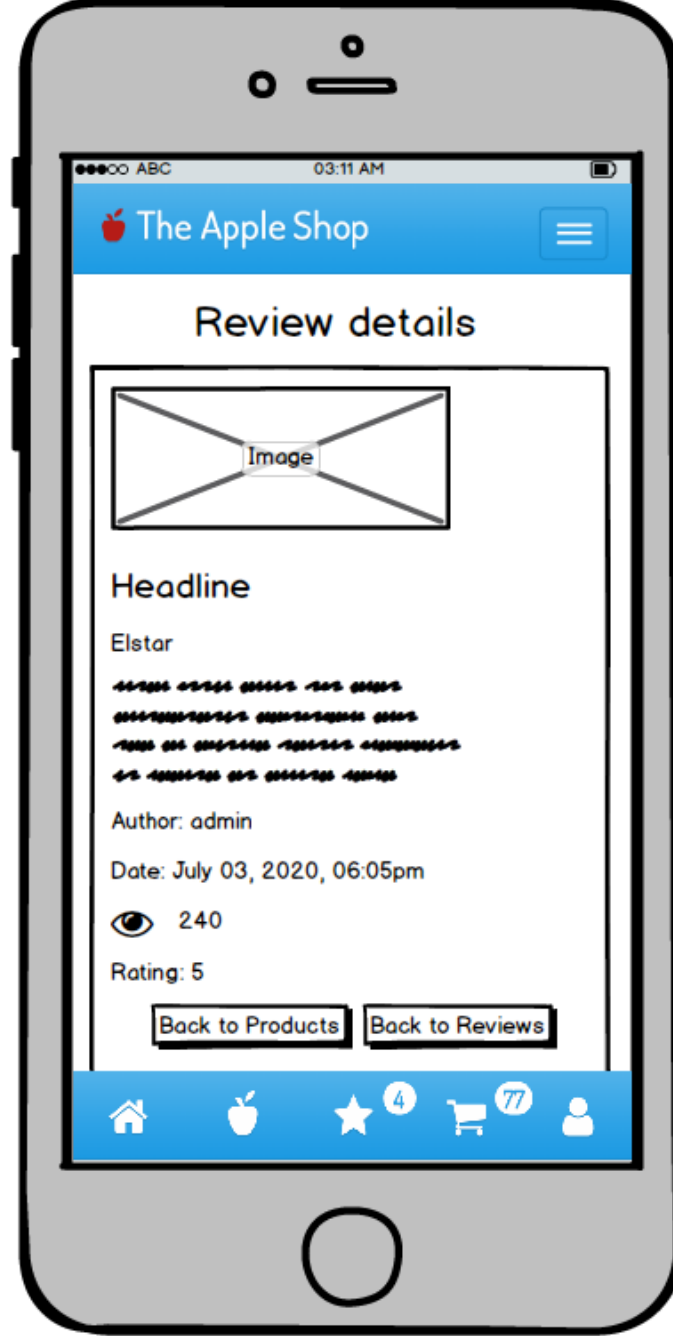 ABC 03:11 AM
The Apple Shop
Review details
Image
Headline
Elstar
Author: admin
Date: July 03, 2020, 06:05pm
240
Rating: 5
Back to Products Back to Reviews
4 77